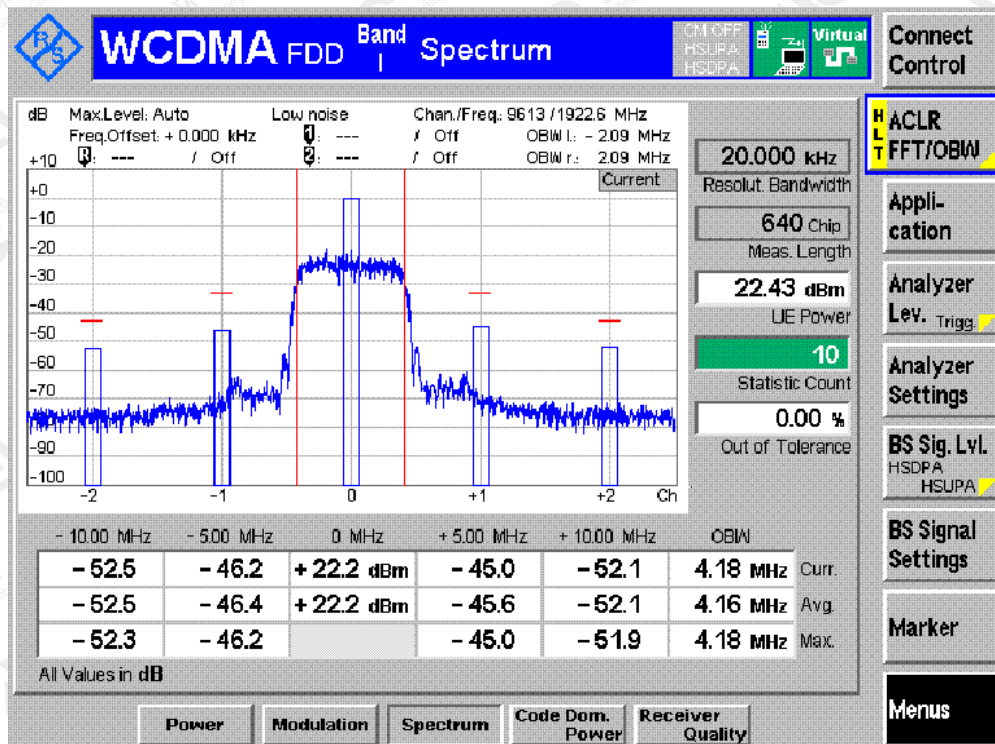 R S
WCDMA FDD Band I Spectrum
CM OFF
HSUPA
HSDPA
Virtual
Connect Control
dB Max.Level: Auto Low noise Chan./Freq.: 9613 /1922.6 MHz
Freq.Offset: + 0.000 kHz 1: --- / Off OBW l.: - 2.09 MHz
R: --- / Off 2: --- / Off OBW r.: 2.09 MHz
Current
+10
+0
-10
-20
-30
-40
-50
-60
-70
-80
-90
-100
-2 -1 0 +1 +2 Ch
20.000 kHz
Resolut. Bandwidth
640 Chip
Meas. Length
22.43 dBm
UE Power
10
Statistic Count
0.00 %
Out of Tolerance
- 10.00 MHz - 5.00 MHz 0 MHz + 5.00 MHz + 10.00 MHz OBW
- 52.5 - 46.2 + 22.2 dBm - 45.0 - 52.1 4.18 MHz Curr.
- 52.5 - 46.4 + 22.2 dBm - 45.6 - 52.1 4.16 MHz Avg.
- 52.3 - 46.2 - 45.0 - 51.9 4.18 MHz Max.
All Values in dB
HLT
ACLR
FFT/OBW
Appli-
cation
Analyzer
Lev. Trigg.
Analyzer
Settings
BS Sig. Lvl.
HSDPA
HSUPA
BS Signal
Settings
Marker
Menus
Power
Modulation
Spectrum
Code Dom.
Power
Receiver
Quality